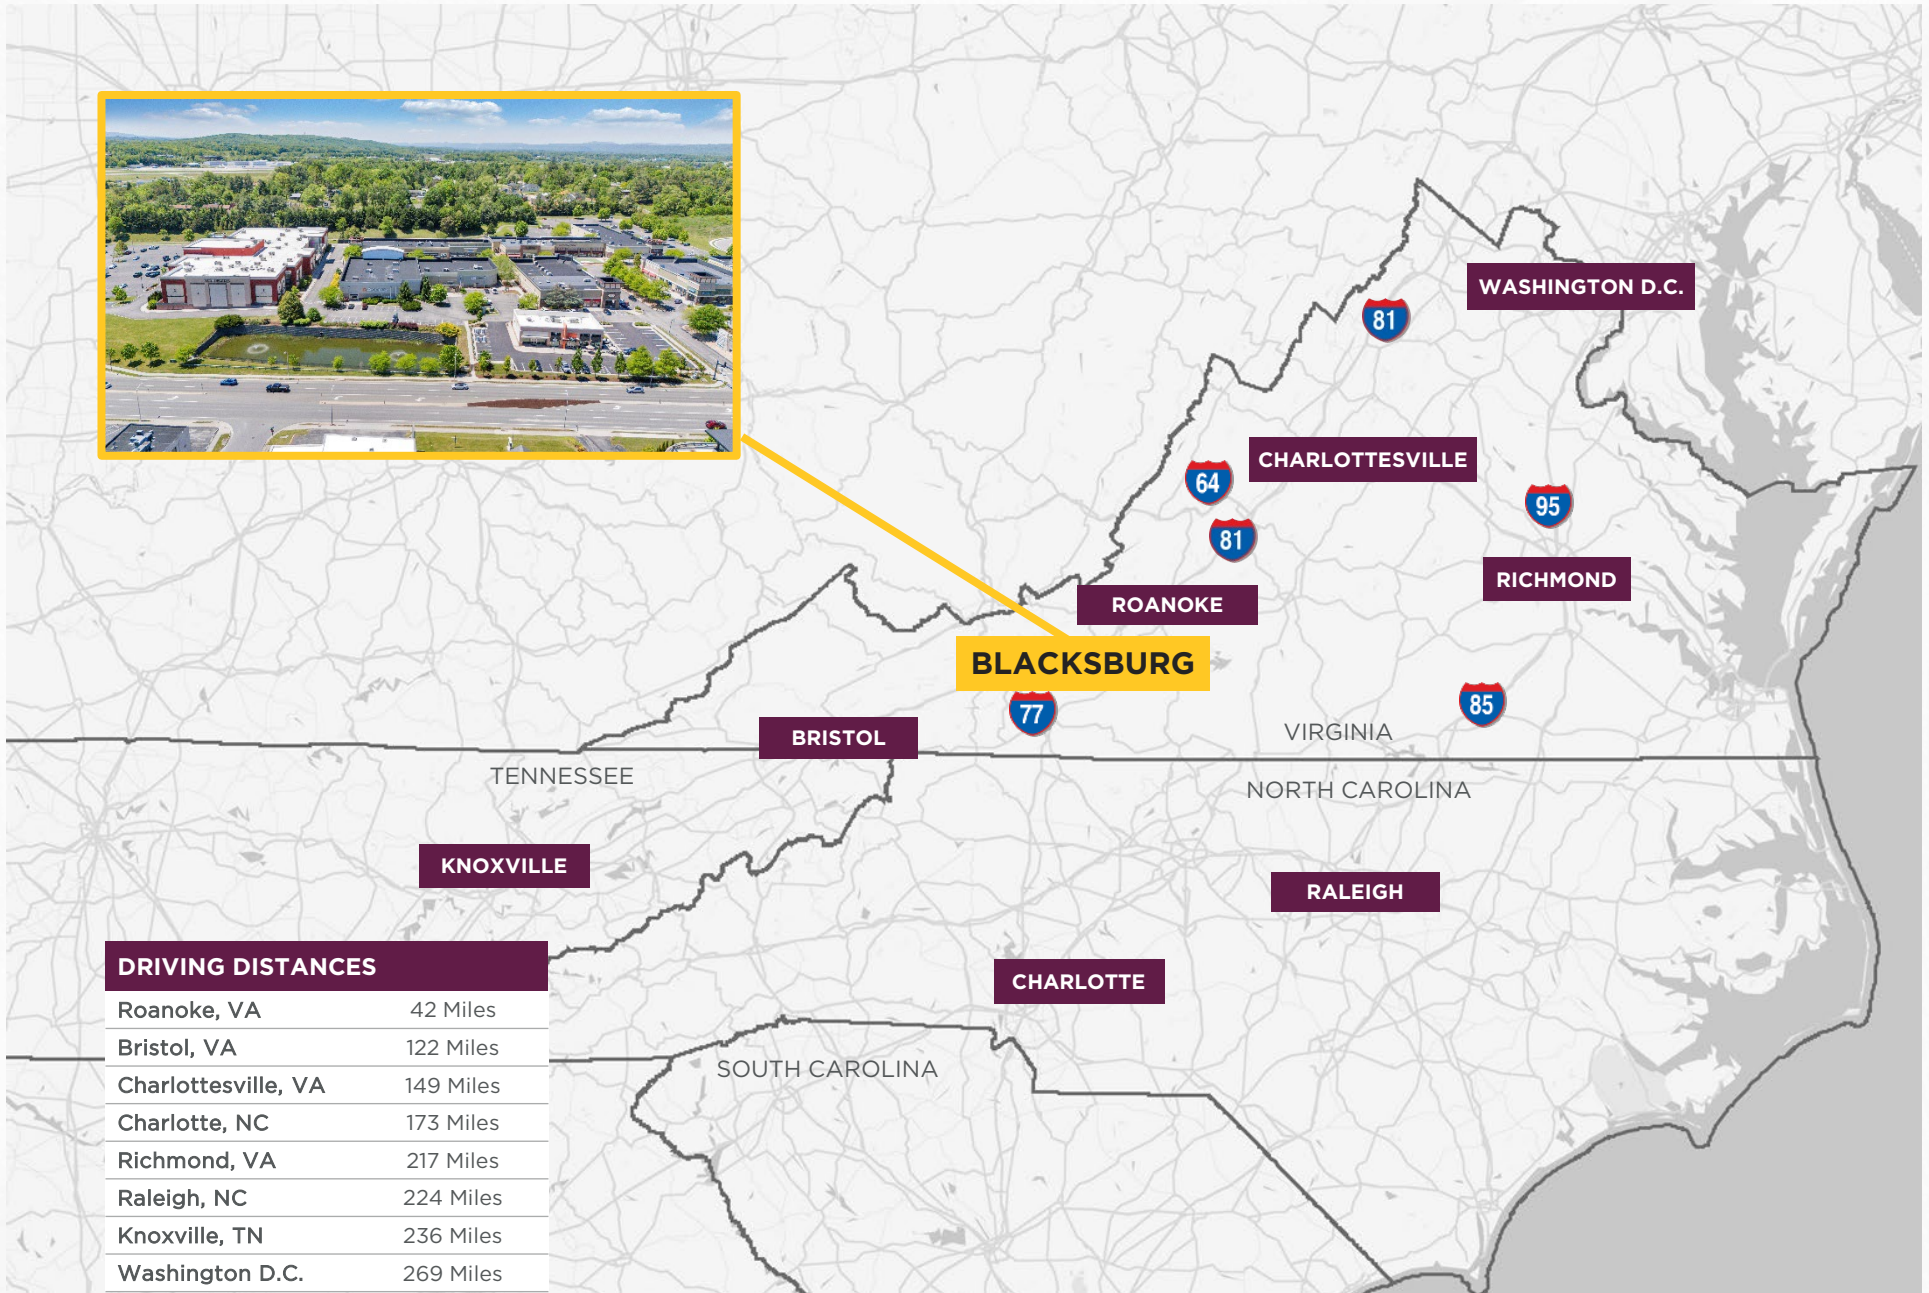 WASHINGTON D.C.
81
CHARLOTTESVILLE
64
95
81
RICHMOND
ROANOKE
BLACKSBURG
77
85
BRISTOL
VIRGINIA
TENNESSEE
NORTH CAROLINA
KNOXVILLE
RALEIGH
CHARLOTTE
SOUTH CAROLINA
DRIVING DISTANCES
Roanoke, VA 42 Miles
Bristol, VA 122 Miles
Charlottesville, VA 149 Miles
Charlotte, NC 173 Miles
Richmond, VA 217 Miles
Raleigh, NC 224 Miles
Knoxville, TN 236 Miles
Washington D.C. 269 Miles